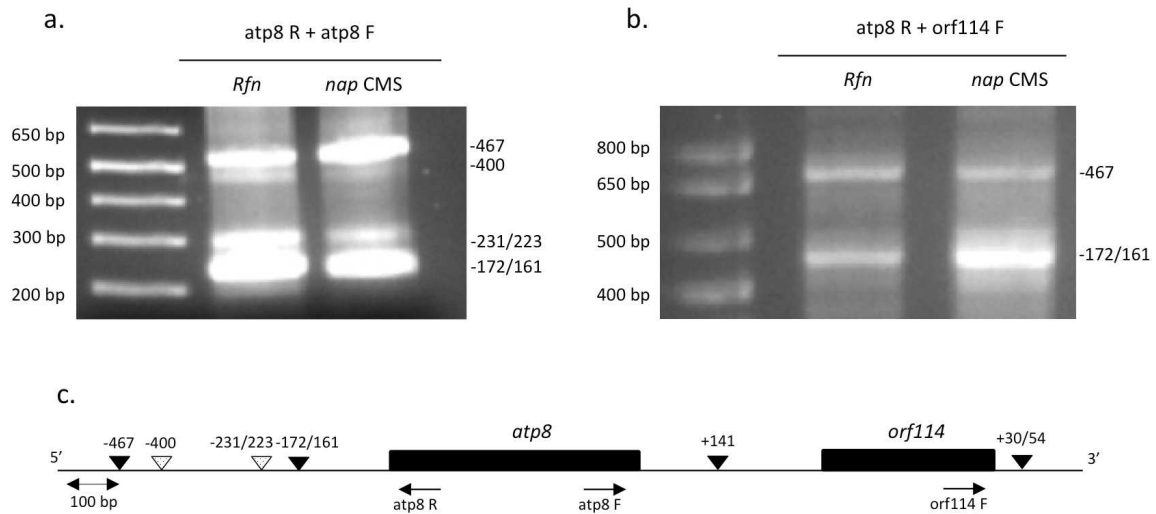 a.
atp8 R + atp8 F
Rfn nap CMS
650 bp
500 bp
400 bp
300 bp
200 bp
-467
-400
-231/223
-172/161
b.
atp8 R + orf114 F
Rfn nap CMS
800 bp
650 bp
500 bp
400 bp
-467
-172/161
c.
-467 -400 -231/223 -172/161 atp8 +141 orf114 +30/54
5’ 3’
100 bp atp8 R atp8 F orf114 F